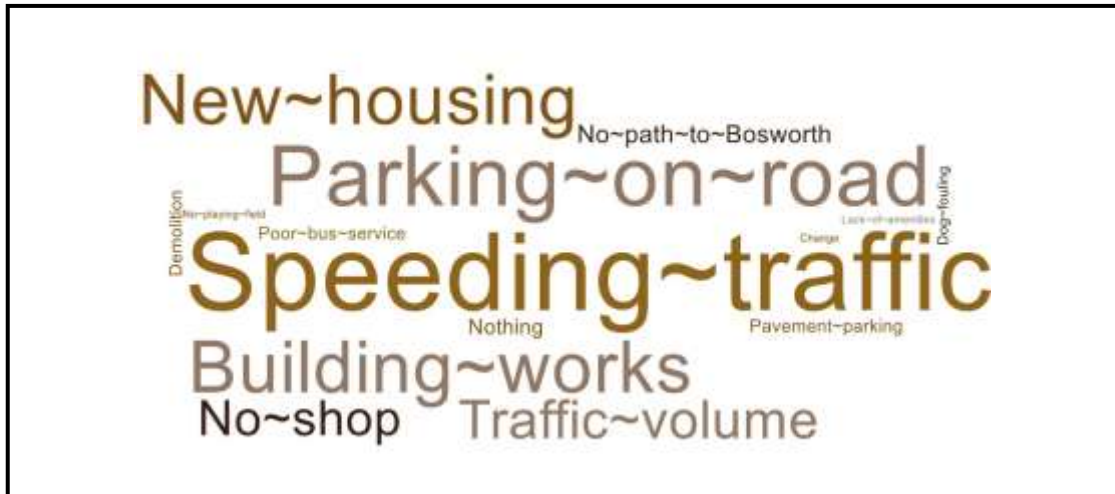 New~housing
No~path~to~Bosworth
Parking~on~road
Dog~fouling
Demolition
No~playing~field
Lack~of~amenities
Poor~bus~service
Change
Speeding~traffic
Nothing
Pavement~parking
Building~works
No~shop
Traffic~volume